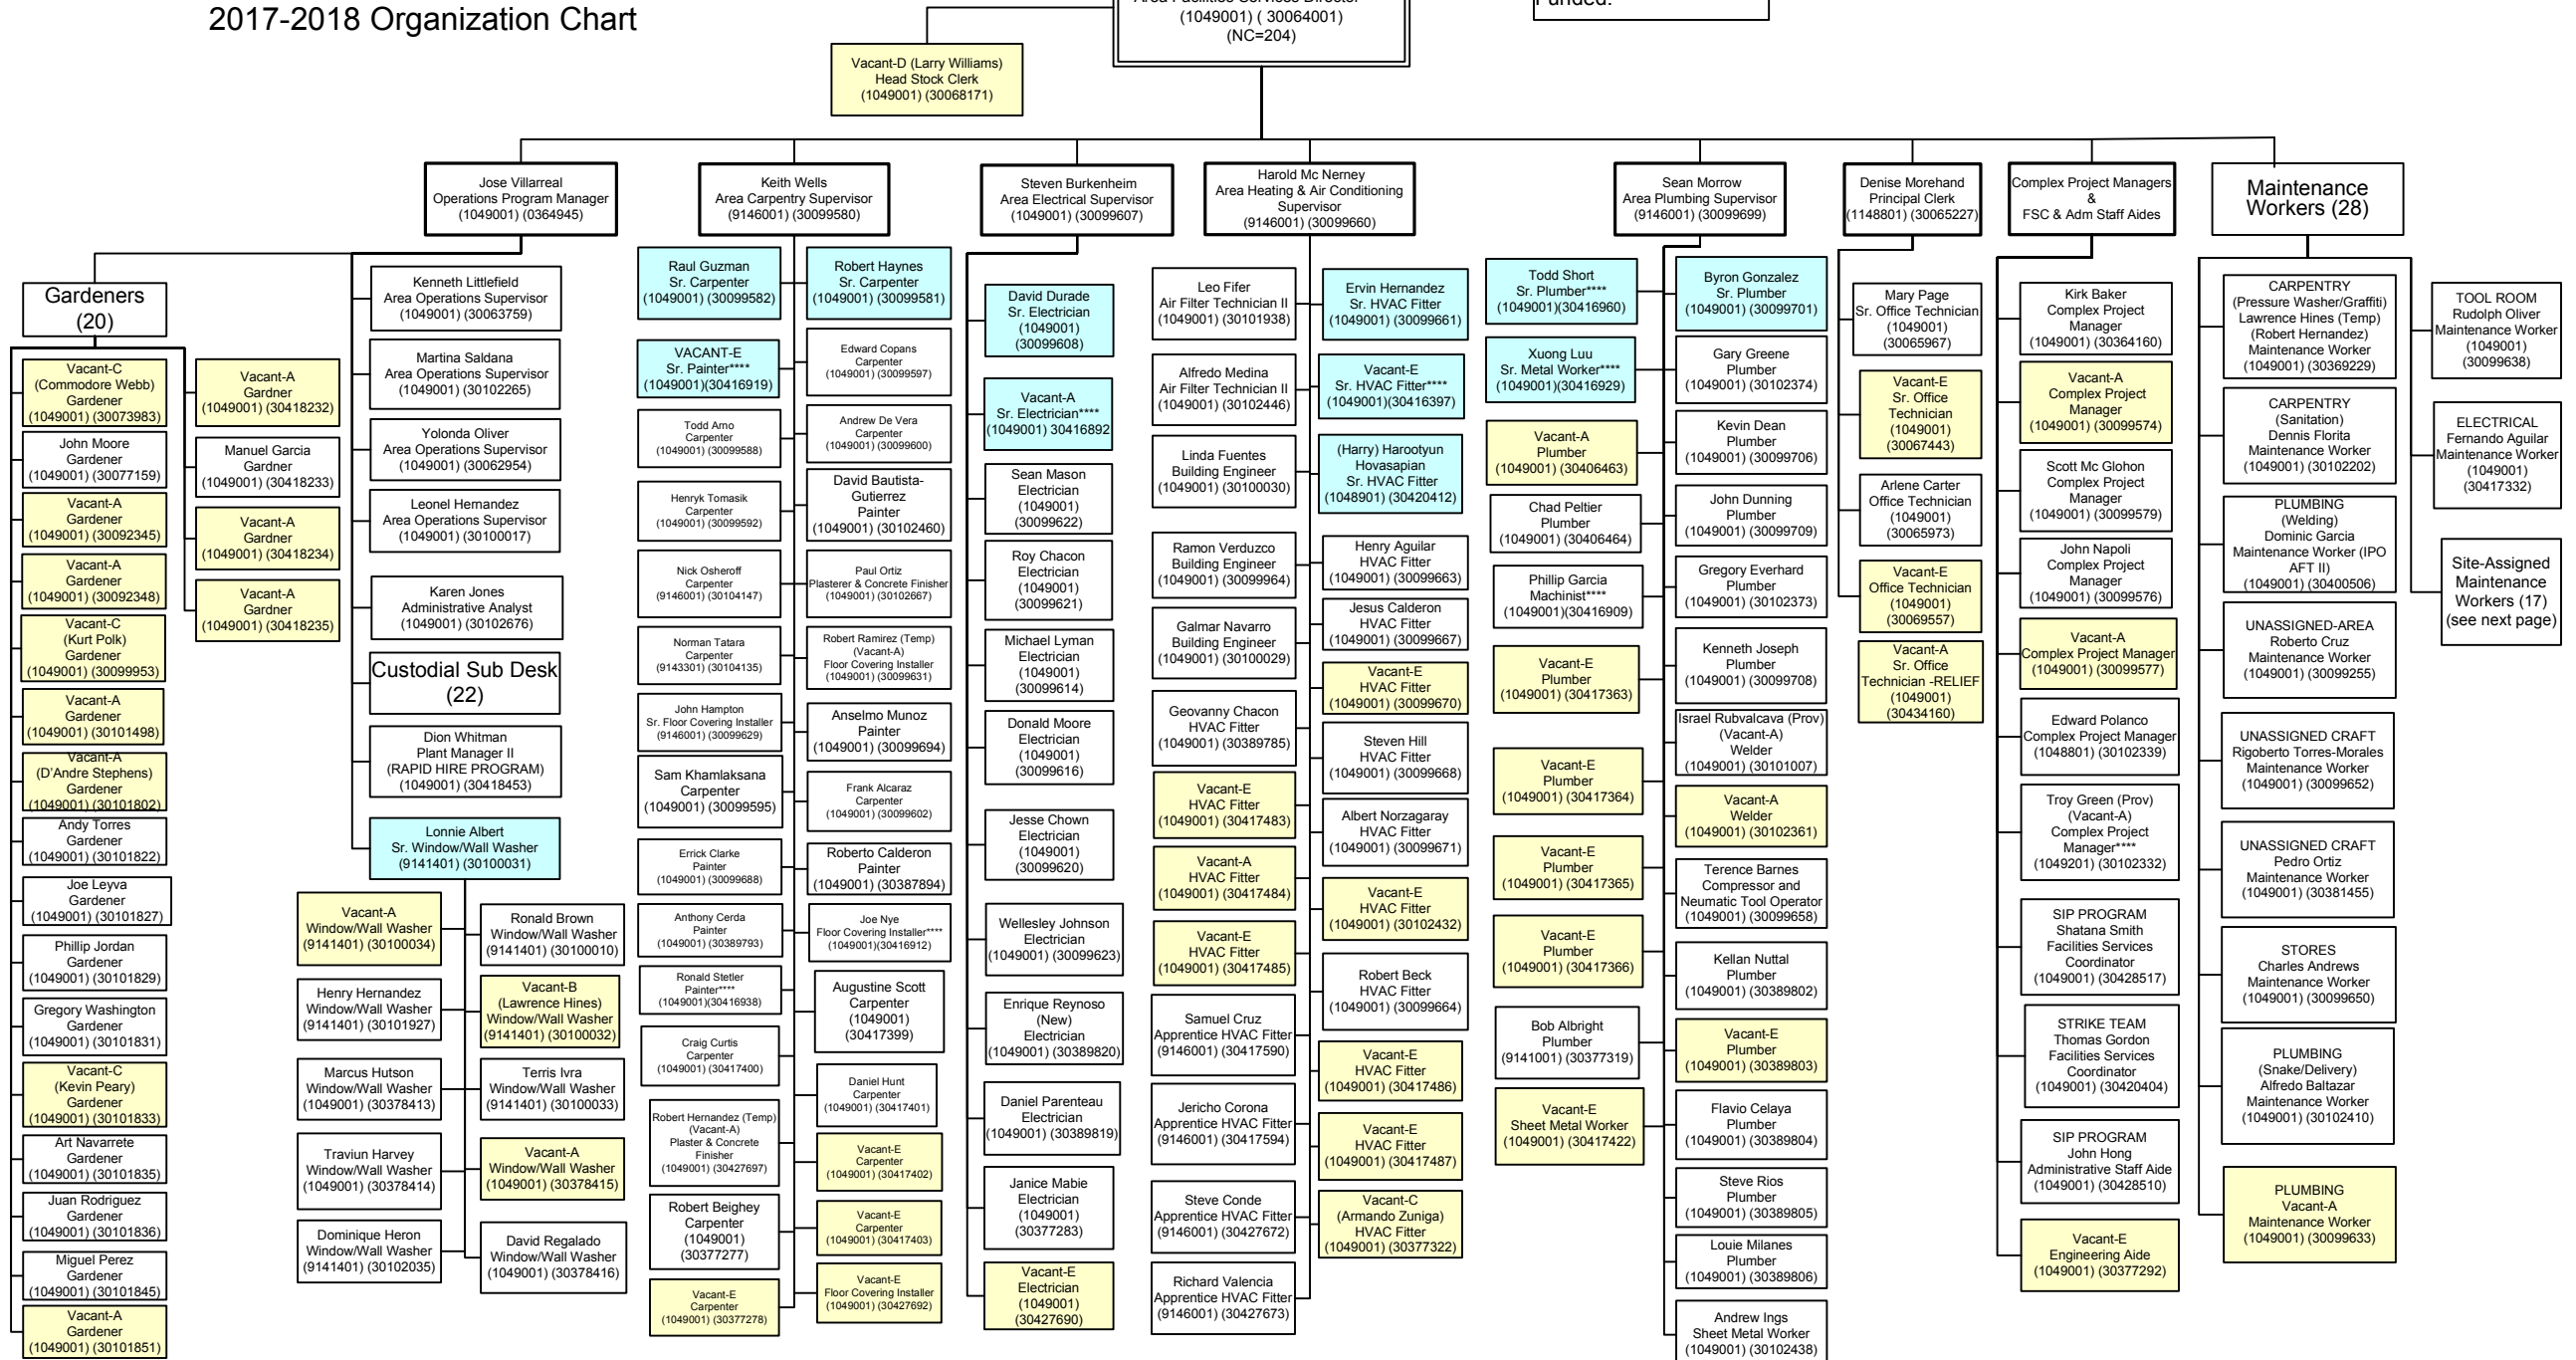 2017-2018 Organization Chart
Area Facilities Services Director
(1049001) ( 30064001)
(NC=204)
Funded.
Vacant-D (Larry Williams)
Head Stock Clerk
(1049001) (30068171)
Jose Villarreal
Operations Program Manager
(1049001) (0364945)
Keith Wells
Area Carpentry Supervisor
(9146001) (30099580)
Steven Burkenheim
Area Electrical Supervisor
(1049001) (30099607)
Harold Mc Nerney
Area Heating & Air Conditioning
Supervisor
(9146001) (30099660)
Sean Morrow
Area Plumbing Supervisor
(9146001) (30099699)
Denise Morehand
Principal Clerk
(1148801) (30065227)
Complex Project Managers
&
FSC & Adm Staff Aides
Maintenance
Workers (28)
Gardeners
(20)
Vacant-C
(Commodore Webb)
Gardener
(1049001) (30073983)
John Moore
Gardener
(1049001) (30077159)
Vacant-A
Gardener
(1049001) (30092345)
Vacant-A
Gardener
(1049001) (30092348)
Vacant-C
(Kurt Polk)
Gardener
(1049001) (30099953)
Vacant-A
Gardener
(1049001) (30101498)
Vacant-A
(D'Andre Stephens)
Gardener
(1049001) (30101802)
Andy Torres
Gardener
(1049001) (30101822)
Joe Leyva
Gardener
(1049001) (30101827)
Phillip Jordan
Gardener
(1049001) (30101829)
Gregory Washington
Gardener
(1049001) (30101831)
Vacant-C
(Kevin Peary)
Gardener
(1049001) (30101833)
Art Navarrete
Gardener
(1049001) (30101835)
Juan Rodriguez
Gardener
(1049001) (30101836)
Miguel Perez
Gardener
(1049001) (30101845)
Vacant-A
Gardener
(1049001) (30101851)
Vacant-A
Gardner
(1049001) (30418232)
Manuel Garcia
Gardner
(1049001) (30418233)
Vacant-A
Gardner
(1049001) (30418234)
Vacant-A
Gardner
(1049001) (30418235)
Kenneth Littlefield
Area Operations Supervisor
(1049001) (30063759)
Martina Saldana
Area Operations Supervisor
(1049001) (30102265)
Yolonda Oliver
Area Operations Supervisor
(1049001) (30062954)
Leonel Hernandez
Area Operations Supervisor
(1049001) (30100017)
Karen Jones
Administrative Analyst
(1049001) (30102676)
Custodial Sub Desk
(22)
Dion Whitman
Plant Manager II
(RAPID HIRE PROGRAM)
(1049001) (30418453)
Lonnie Albert
Sr. Window/Wall Washer
(9141401) (30100031)
Vacant-A
Window/Wall Washer
(9141401) (30100034)
Henry Hernandez
Window/Wall Washer
(9141401) (30101927)
Marcus Hutson
Window/Wall Washer
(1049001) (30378413)
Traviun Harvey
Window/Wall Washer
(1049001) (30378414)
Dominique Heron
Window/Wall Washer
(9141401) (30102035)
Ronald Brown
Window/Wall Washer
(9141401) (30100010)
Vacant-B
(Lawrence Hines)
Window/Wall Washer
(9141401) (30100032)
Terris Ivra
Window/Wall Washer
(9141401) (30100033)
Vacant-A
Window/Wall Washer
(1049001) (30378415)
David Regalado
Window/Wall Washer
(1049001) (30378416)
Raul Guzman
Sr. Carpenter
(1049001) (30099582)
VACANT-E
Sr. Painter****
(1049001)(30416919)
Todd Arno
Carpenter
(1049001) (30099588)
Henryk Tomasik
Carpenter
(1049001) (30099592)
Nick Osheroff
Carpenter
(9146001) (30104147)
Norman Tatara
Carpenter
(9143301) (30104135)
John Hampton
Sr. Floor Covering Installer
(9146001) (30099629)
Sam Khamlaksana
Carpenter
(1049001) (30099595)
Errick Clarke
Painter
(1049001) (30099688)
Anthony Cerda
Painter
(1049001) (30389793)
Ronald Stetler
Painter****
(1049001)(30416938)
Craig Curtis
Carpenter
(1049001) (30417400)
Robert Hernandez (Temp)
(Vacant-A)
Plaster & Concrete
Finisher
(1049001) (30427697)
Robert Beighey
Carpenter
(1049001)
(30377277)
Vacant-E
Carpenter
(1049001) (30377278)
Robert Haynes
Sr. Carpenter
(1049001) (30099581)
Edward Copans
Carpenter
(1049001) (30099597)
Andrew De Vera
Carpenter
(1049001) (30099600)
David Bautista-
Gutierrez
Painter
(1049001) (30102460)
Paul Ortiz
Plasterer & Concrete Finisher
(1049001) (30102667)
Robert Ramirez (Temp)
(Vacant-A)
Floor Covering Installer
(1049001) (30099631)
Anselmo Munoz
Painter
(1049001) (30099694)
Frank Alcaraz
Carpenter
(1049001) (30099602)
Roberto Calderon
Painter
(1049001) (30387894)
Joe Nye
Floor Covering Installer****
(1049001)(30416912)
Augustine Scott
Carpenter
(1049001)
(30417399)
Daniel Hunt
Carpenter
(1049001) (30417401)
Vacant-E
Carpenter
(1049001) (30417402)
Vacant-E
Carpenter
(1049001) (30417403)
Vacant-E
Floor Covering Installer
(1049001) (30427692)
David Durade
Sr. Electrician
(1049001)
(30099608)
Vacant-A
Sr. Electrician****
(1049001) 30416892
Sean Mason
Electrician
(1049001)
(30099622)
Roy Chacon
Electrician
(1049001)
(30099621)
Michael Lyman
Electrician
(1049001)
(30099614)
Donald Moore
Electrician
(1049001)
(30099616)
Jesse Chown
Electrician
(1049001)
(30099620)
Wellesley Johnson
Electrician
(1049001) (30099623)
Enrique Reynoso
(New)
Electrician
(1049001) (30389820)
Daniel Parenteau
Electrician
(1049001) (30389819)
Janice Mabie
Electrician
(1049001)
(30377283)
Vacant-E
Electrician
(1049001)
(30427690)
Leo Fifer
Air Filter Technician II
(1049001) (30101938)
Alfredo Medina
Air Filter Technician II
(1049001) (30102446)
Linda Fuentes
Building Engineer
(1049001) (30100030)
Ramon Verduzco
Building Engineer
(1049001) (30099964)
Galmar Navarro
Building Engineer
(1049001) (30100029)
Geovanny Chacon
HVAC Fitter
(1049001) (30389785)
Vacant-E
HVAC Fitter
(1049001) (30417483)
Vacant-A
HVAC Fitter
(1049001) (30417484)
Vacant-E
HVAC Fitter
(1049001) (30417485)
Samuel Cruz
Apprentice HVAC Fitter
(9146001) (30417590)
Jericho Corona
Apprentice HVAC Fitter
(9146001) (30417594)
Steve Conde
Apprentice HVAC Fitter
(9146001) (30427672)
Richard Valencia
Apprentice HVAC Fitter
(9146001) (30427673)
Ervin Hernandez
Sr. HVAC Fitter
(1049001) (30099661)
Vacant-E
Sr. HVAC Fitter****
(1049001)(30416397)
(Harry) Harootyun
Hovasapian
Sr. HVAC Fitter
(1048901) (30420412)
Henry Aguilar
HVAC Fitter
(1049001) (30099663)
Jesus Calderon
HVAC Fitter
(1049001) (30099667)
Vacant-E
HVAC Fitter
(1049001) (30099670)
Steven Hill
HVAC Fitter
(1049001) (30099668)
Albert Norzagaray
HVAC Fitter
(1049001) (30099671)
Vacant-E
HVAC Fitter
(1049001) (30102432)
Robert Beck
HVAC Fitter
(1049001) (30099664)
Vacant-E
HVAC Fitter
(1049001) (30417486)
Vacant-E
HVAC Fitter
(1049001) (30417487)
Vacant-C
(Armando Zuniga)
HVAC Fitter
(1049001) (30377322)
Todd Short
Sr. Plumber****
(1049001)(30416960)
Xuong Luu
Sr. Metal Worker****
(1049001)(30416929)
Vacant-A
Plumber
(1049001) (30406463)
Chad Peltier
Plumber
(1049001) (30406464)
Phillip Garcia
Machinist****
(1049001)(30416909)
Vacant-E
Plumber
(1049001) (30417363)
Vacant-E
Plumber
(1049001) (30417364)
Vacant-E
Plumber
(1049001) (30417365)
Vacant-E
Plumber
(1049001) (30417366)
Bob Albright
Plumber
(9141001) (30377319)
Vacant-E
Sheet Metal Worker
(1049001) (30417422)
Byron Gonzalez
Sr. Plumber
(1049001) (30099701)
Gary Greene
Plumber
(1049001) (30102374)
Kevin Dean
Plumber
(1049001) (30099706)
John Dunning
Plumber
(1049001) (30099709)
Gregory Everhard
Plumber
(1049001) (30102373)
Kenneth Joseph
Plumber
(1049001) (30099708)
Israel Rubvalcava (Prov)
(Vacant-A)
Welder
(1049001) (30101007)
Vacant-A
Welder
(1049001) (30102361)
Terence Barnes
Compressor and
Neumatic Tool Operator
(1049001) (30099658)
Kellan Nuttal
Plumber
(1049001) (30389802)
Vacant-E
Plumber
(1049001) (30389803)
Flavio Celaya
Plumber
(1049001) (30389804)
Steve Rios
Plumber
(1049001) (30389805)
Louie Milanes
Plumber
(1049001) (30389806)
Andrew Ings
Sheet Metal Worker
(1049001) (30102438)
Mary Page
Sr. Office Technician
(1049001)
(30065967)
Vacant-E
Sr. Office
Technician
(1049001)
(30067443)
Arlene Carter
Office Technician
(1049001)
(30065973)
Vacant-E
Office Technician
(1049001)
(30069557)
Vacant-A
Sr. Office
Technician -RELIEF
(1049001)
(30434160)
Kirk Baker
Complex Project
Manager
(1049001) (30364160)
Vacant-A
Complex Project
Manager
(1049001) (30099574)
Scott Mc Glohon
Complex Project
Manager
(1049001) (30099579)
John Napoli
Complex Project
Manager
(1049001) (30099576)
Vacant-A
Complex Project Manager
(1049001) (30099577)
Edward Polanco
Complex Project Manager
(1048801) (30102339)
Troy Green (Prov)
(Vacant-A)
Complex Project
Manager****
(1049201) (30102332)
SIP PROGRAM
Shatana Smith
Facilities Services
Coordinator
(1049001) (30428517)
STRIKE TEAM
Thomas Gordon
Facilities Services
Coordinator
(1049001) (30420404)
SIP PROGRAM
John Hong
Administrative Staff Aide
(1049001) (30428510)
Vacant-E
Engineering Aide
(1049001) (30377292)
CARPENTRY
(Pressure Washer/Graffiti)
Lawrence Hines (Temp)
(Robert Hernandez)
Maintenance Worker
(1049001) (30369229)
CARPENTRY
(Sanitation)
Dennis Florita
Maintenance Worker
(1049001) (30102202)
PLUMBING
(Welding)
Dominic Garcia
Maintenance Worker (IPO
AFT II)
(1049001) (30400506)
UNASSIGNED-AREA
Roberto Cruz
Maintenance Worker
(1049001) (30099255)
UNASSIGNED CRAFT
Rigoberto Torres-Morales
Maintenance Worker
(1049001) (30099652)
UNASSIGNED CRAFT
Pedro Ortiz
Maintenance Worker
(1049001) (30381455)
STORES
Charles Andrews
Maintenance Worker
(1049001) (30099650)
PLUMBING
(Snake/Delivery)
Alfredo Baltazar
Maintenance Worker
(1049001) (30102410)
PLUMBING
Vacant-A
Maintenance Worker
(1049001) (30099633)
TOOL ROOM
Rudolph Oliver
Maintenance Worker
(1049001)
(30099638)
ELECTRICAL
Fernando Aguilar
Maintenance Worker
(1049001)
(30417332)
Site-Assigned
Maintenance
Workers (17)
(see next page)